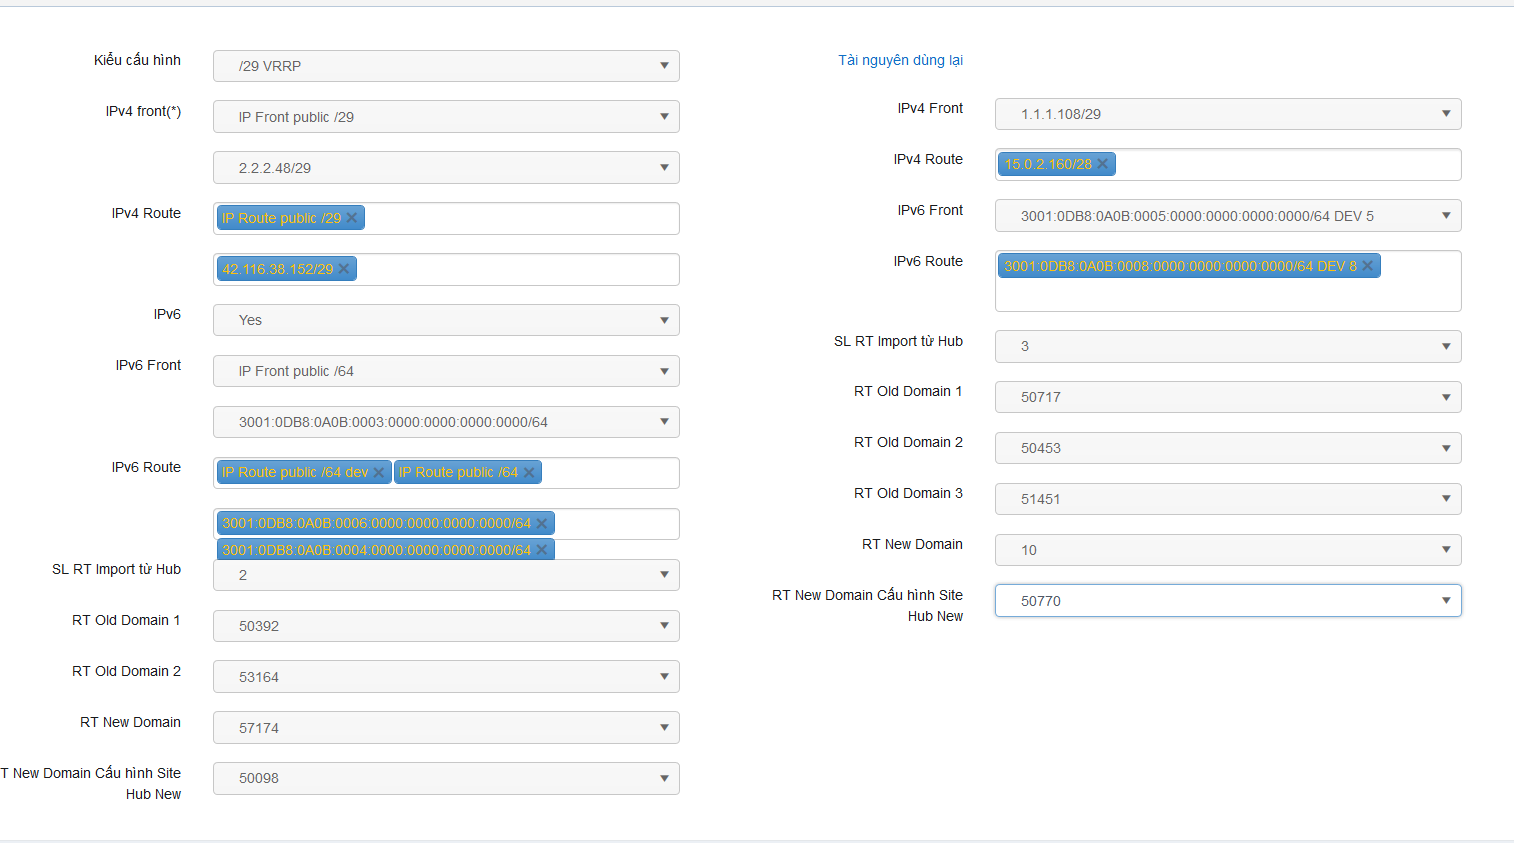 Kiểu cấu hình
/29 VRRP
IPv4 front(*)
IP Front public /29
2.2.2.48/29
IPv4 Route
IP Route public /29
42.116.38.152/29
IPv6
Yes
IPv6 Front
IP Front public /64
3001:0DB8:0A0B:0003:0000:0000:0000:0000/64
IPv6 Route
IP Route public /64 dev
IP Route public /64
3001:0DB8:0A0B:0006:0000:0000:0000:0000/64
3001:0DB8:0A0B:0004:0000:0000:0000:0000/64
SL RT Import từ Hub
2
RT Old Domain 1
50392
RT Old Domain 2
53164
RT New Domain
57174
T New Domain Cấu hình Site
Hub New
50098
Tài nguyên dùng lại
IPv4 Front
1.1.1.108/29
IPv4 Route
15.0.2.160/28
IPv6 Front
3001:0DB8:0A0B:0005:0000:0000:0000:0000/64 DEV 5
IPv6 Route
3001:0DB8:0A0B:0008:0000:0000:0000:0000/64 DEV 8
SL RT Import từ Hub
3
RT Old Domain 1
50717
RT Old Domain 2
50453
RT Old Domain 3
51451
RT New Domain
10
RT New Domain Cấu hình Site
Hub New
50770